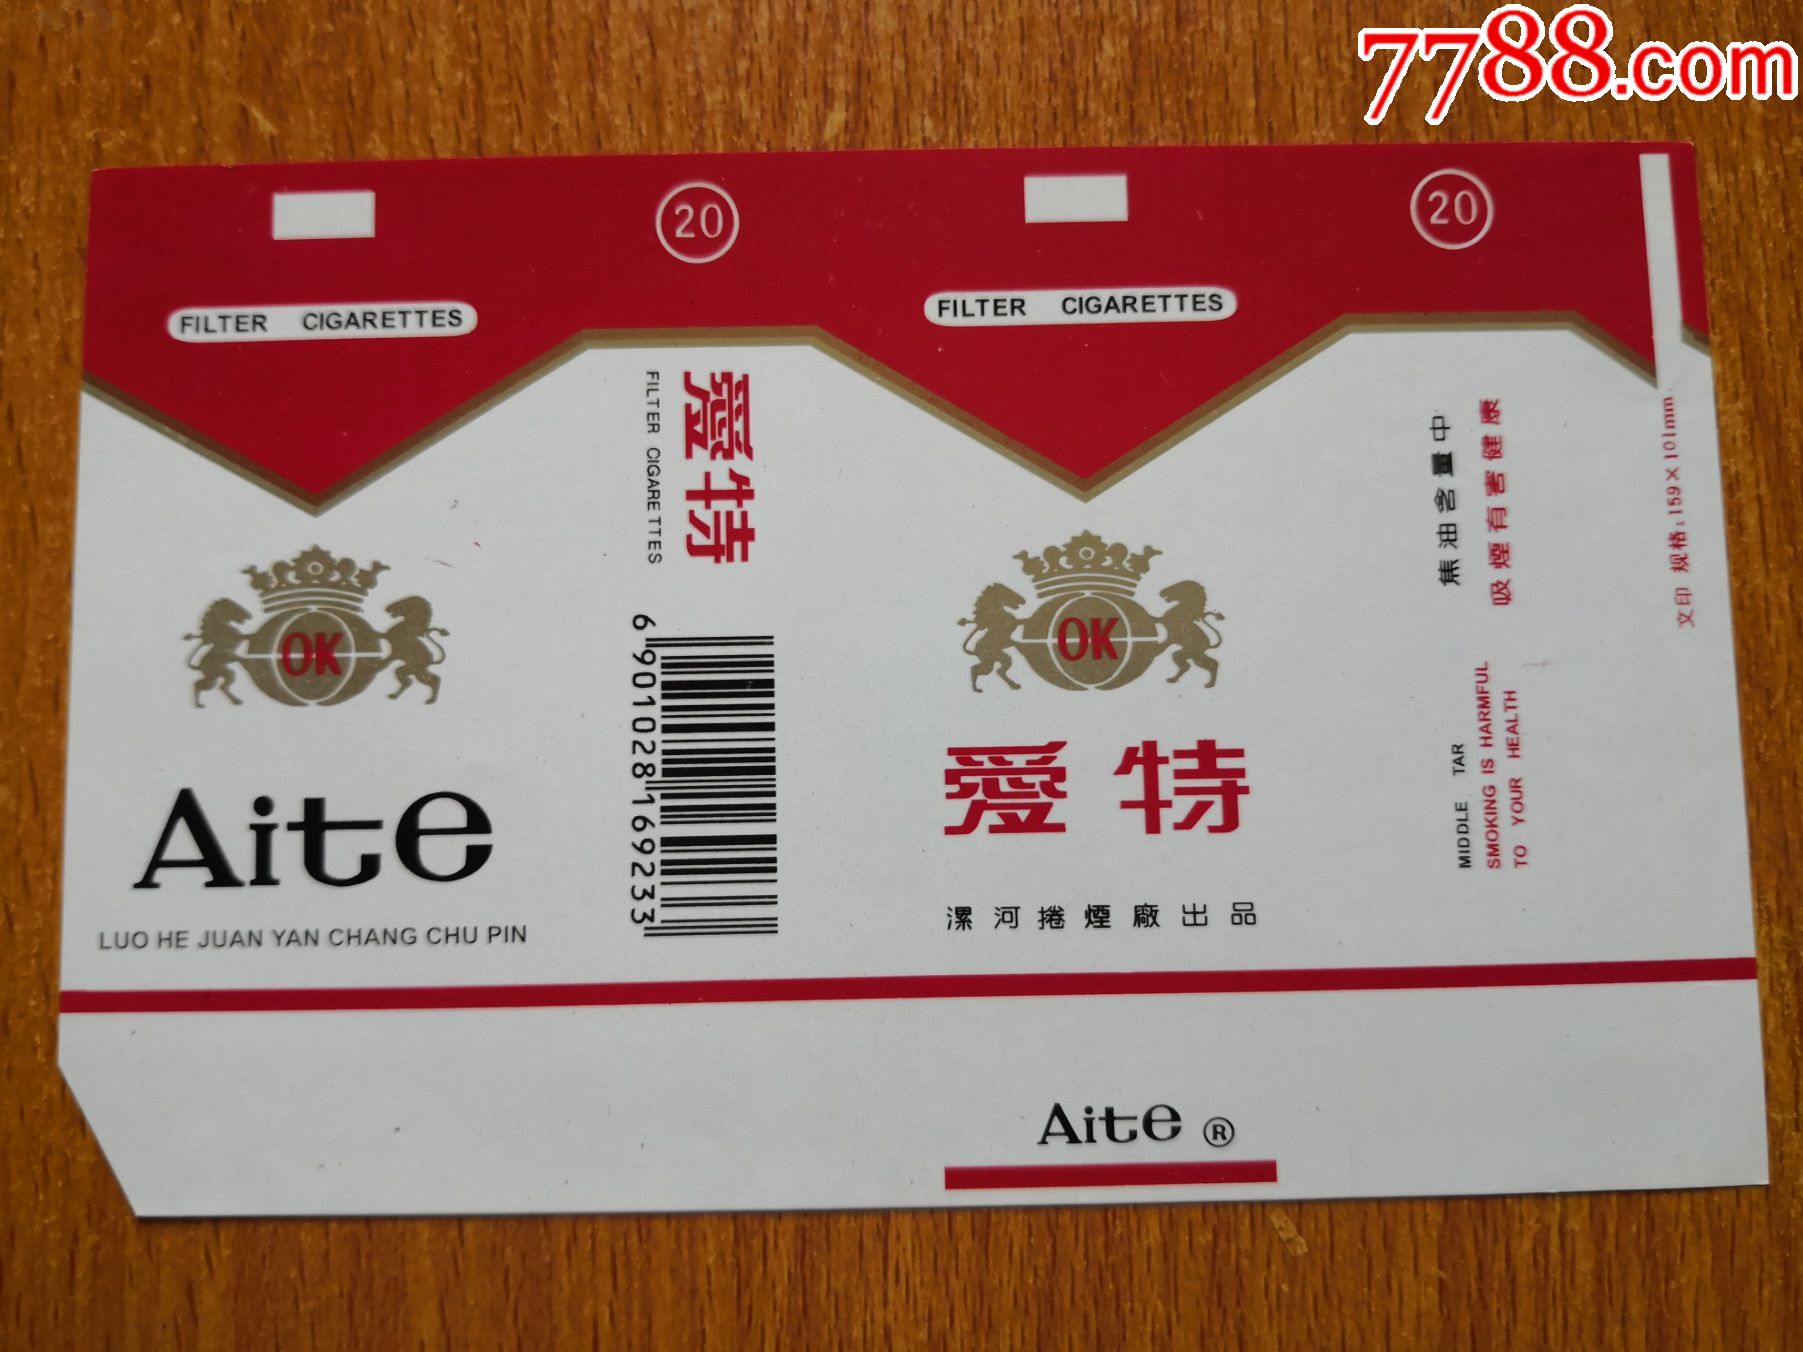 7788.com
20
20
FILTER CIGARETTES
FILTER CIGARETTES
OK
Aite
LUO HE JUAN YAN CHANG CHU PIN
愛特
FILTER CIGARETTES
6901028169233
OK
愛特
漯河捲煙廠出品
焦油含量中
吸煙有害健康
MIDDLE TAR
SMOKING IS HARMFUL
TO YOUR HEALTH
文印 规格:159×101mm
Aite ®